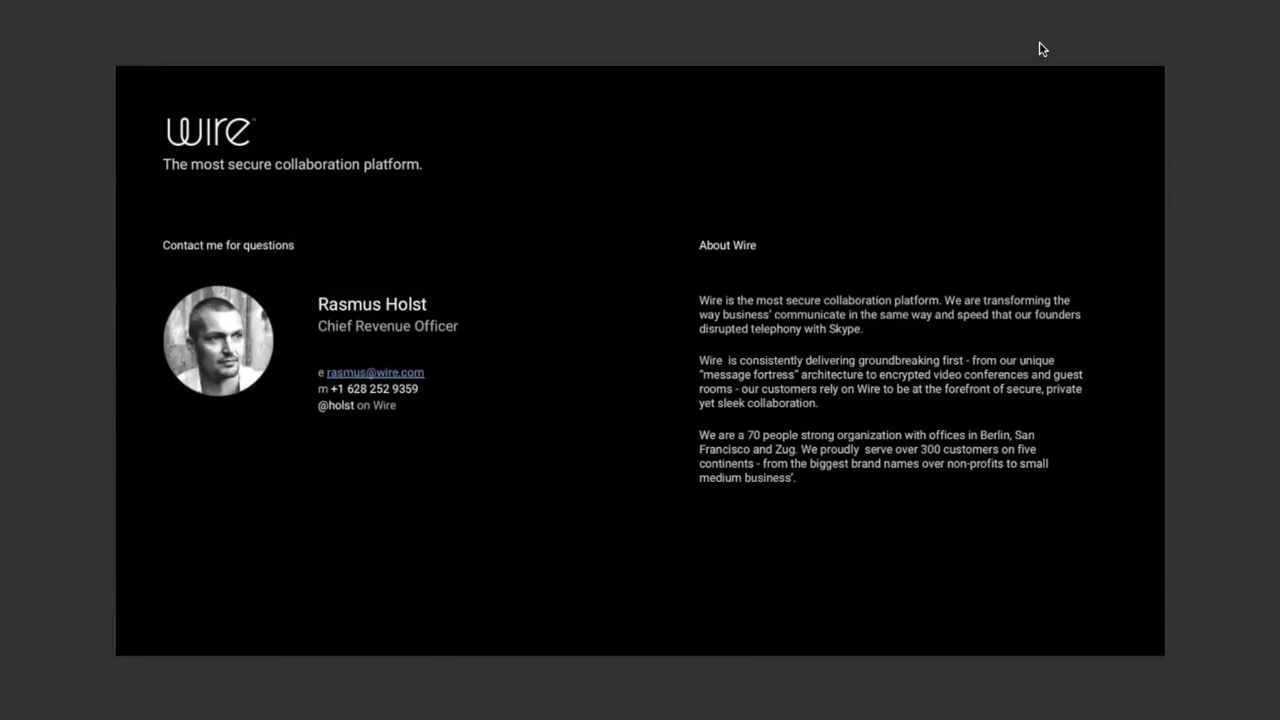 wire™
The most secure collaboration platform.
Contact me for questions
Rasmus Holst
Chief Revenue Officer
e rasmus@wire.com
m +1 628 252 9359
@holst on Wire
About Wire
Wire is the most secure collaboration platform. We are transforming the
way business’ communicate in the same way and speed that our founders
disrupted telephony with Skype.
Wire  is consistently delivering groundbreaking first - from our unique
“message fortress” architecture to encrypted video conferences and guest
rooms - our customers rely on Wire to be at the forefront of secure, private
yet sleek collaboration.
We are a 70 people strong organization with offices in Berlin, San
Francisco and Zug. We proudly  serve over 300 customers on five
continents - from the biggest brand names over non-profits to small
medium business’.